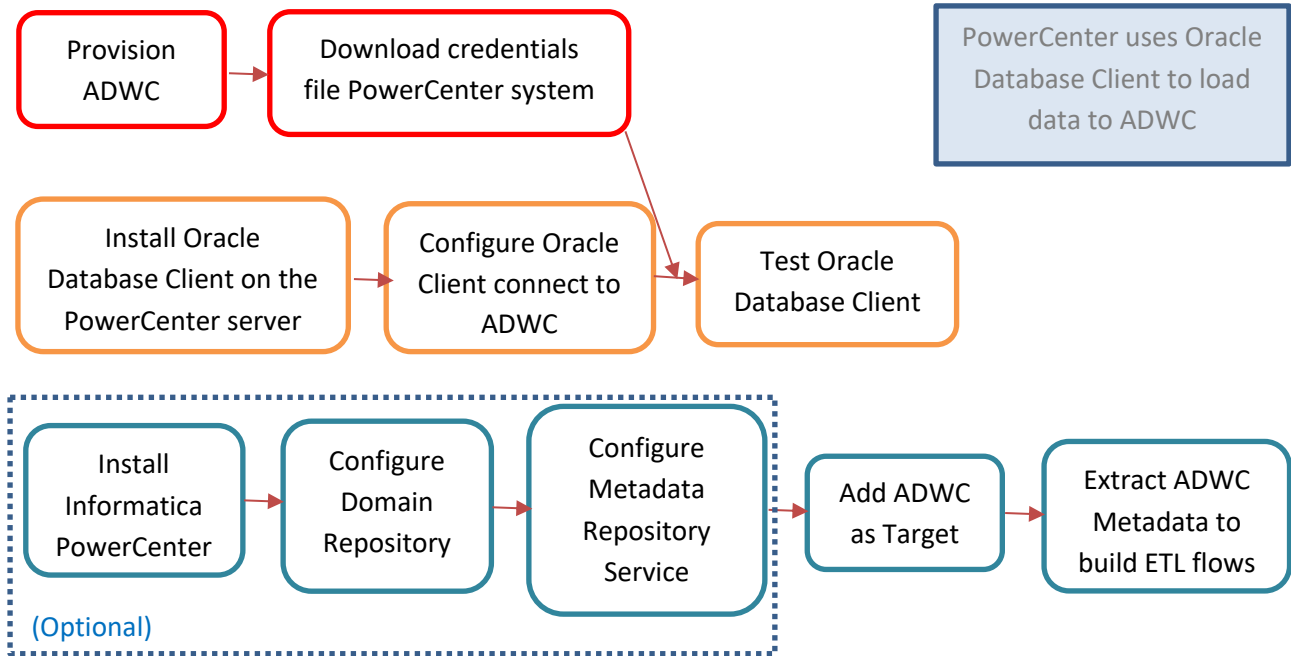 Provision
ADWC
Download credentials
file PowerCenter system
PowerCenter uses Oracle
Database Client to load
data to ADWC
Install Oracle
Database Client on the
PowerCenter server
Configure Oracle
Client connect to
ADWC
Test Oracle
Database Client
Install
Informatica
PowerCenter
Configure
Domain
Repository
Configure
Metadata
Repository
Service
Add ADWC
as Target
Extract ADWC
Metadata to
build ETL flows
(Optional)